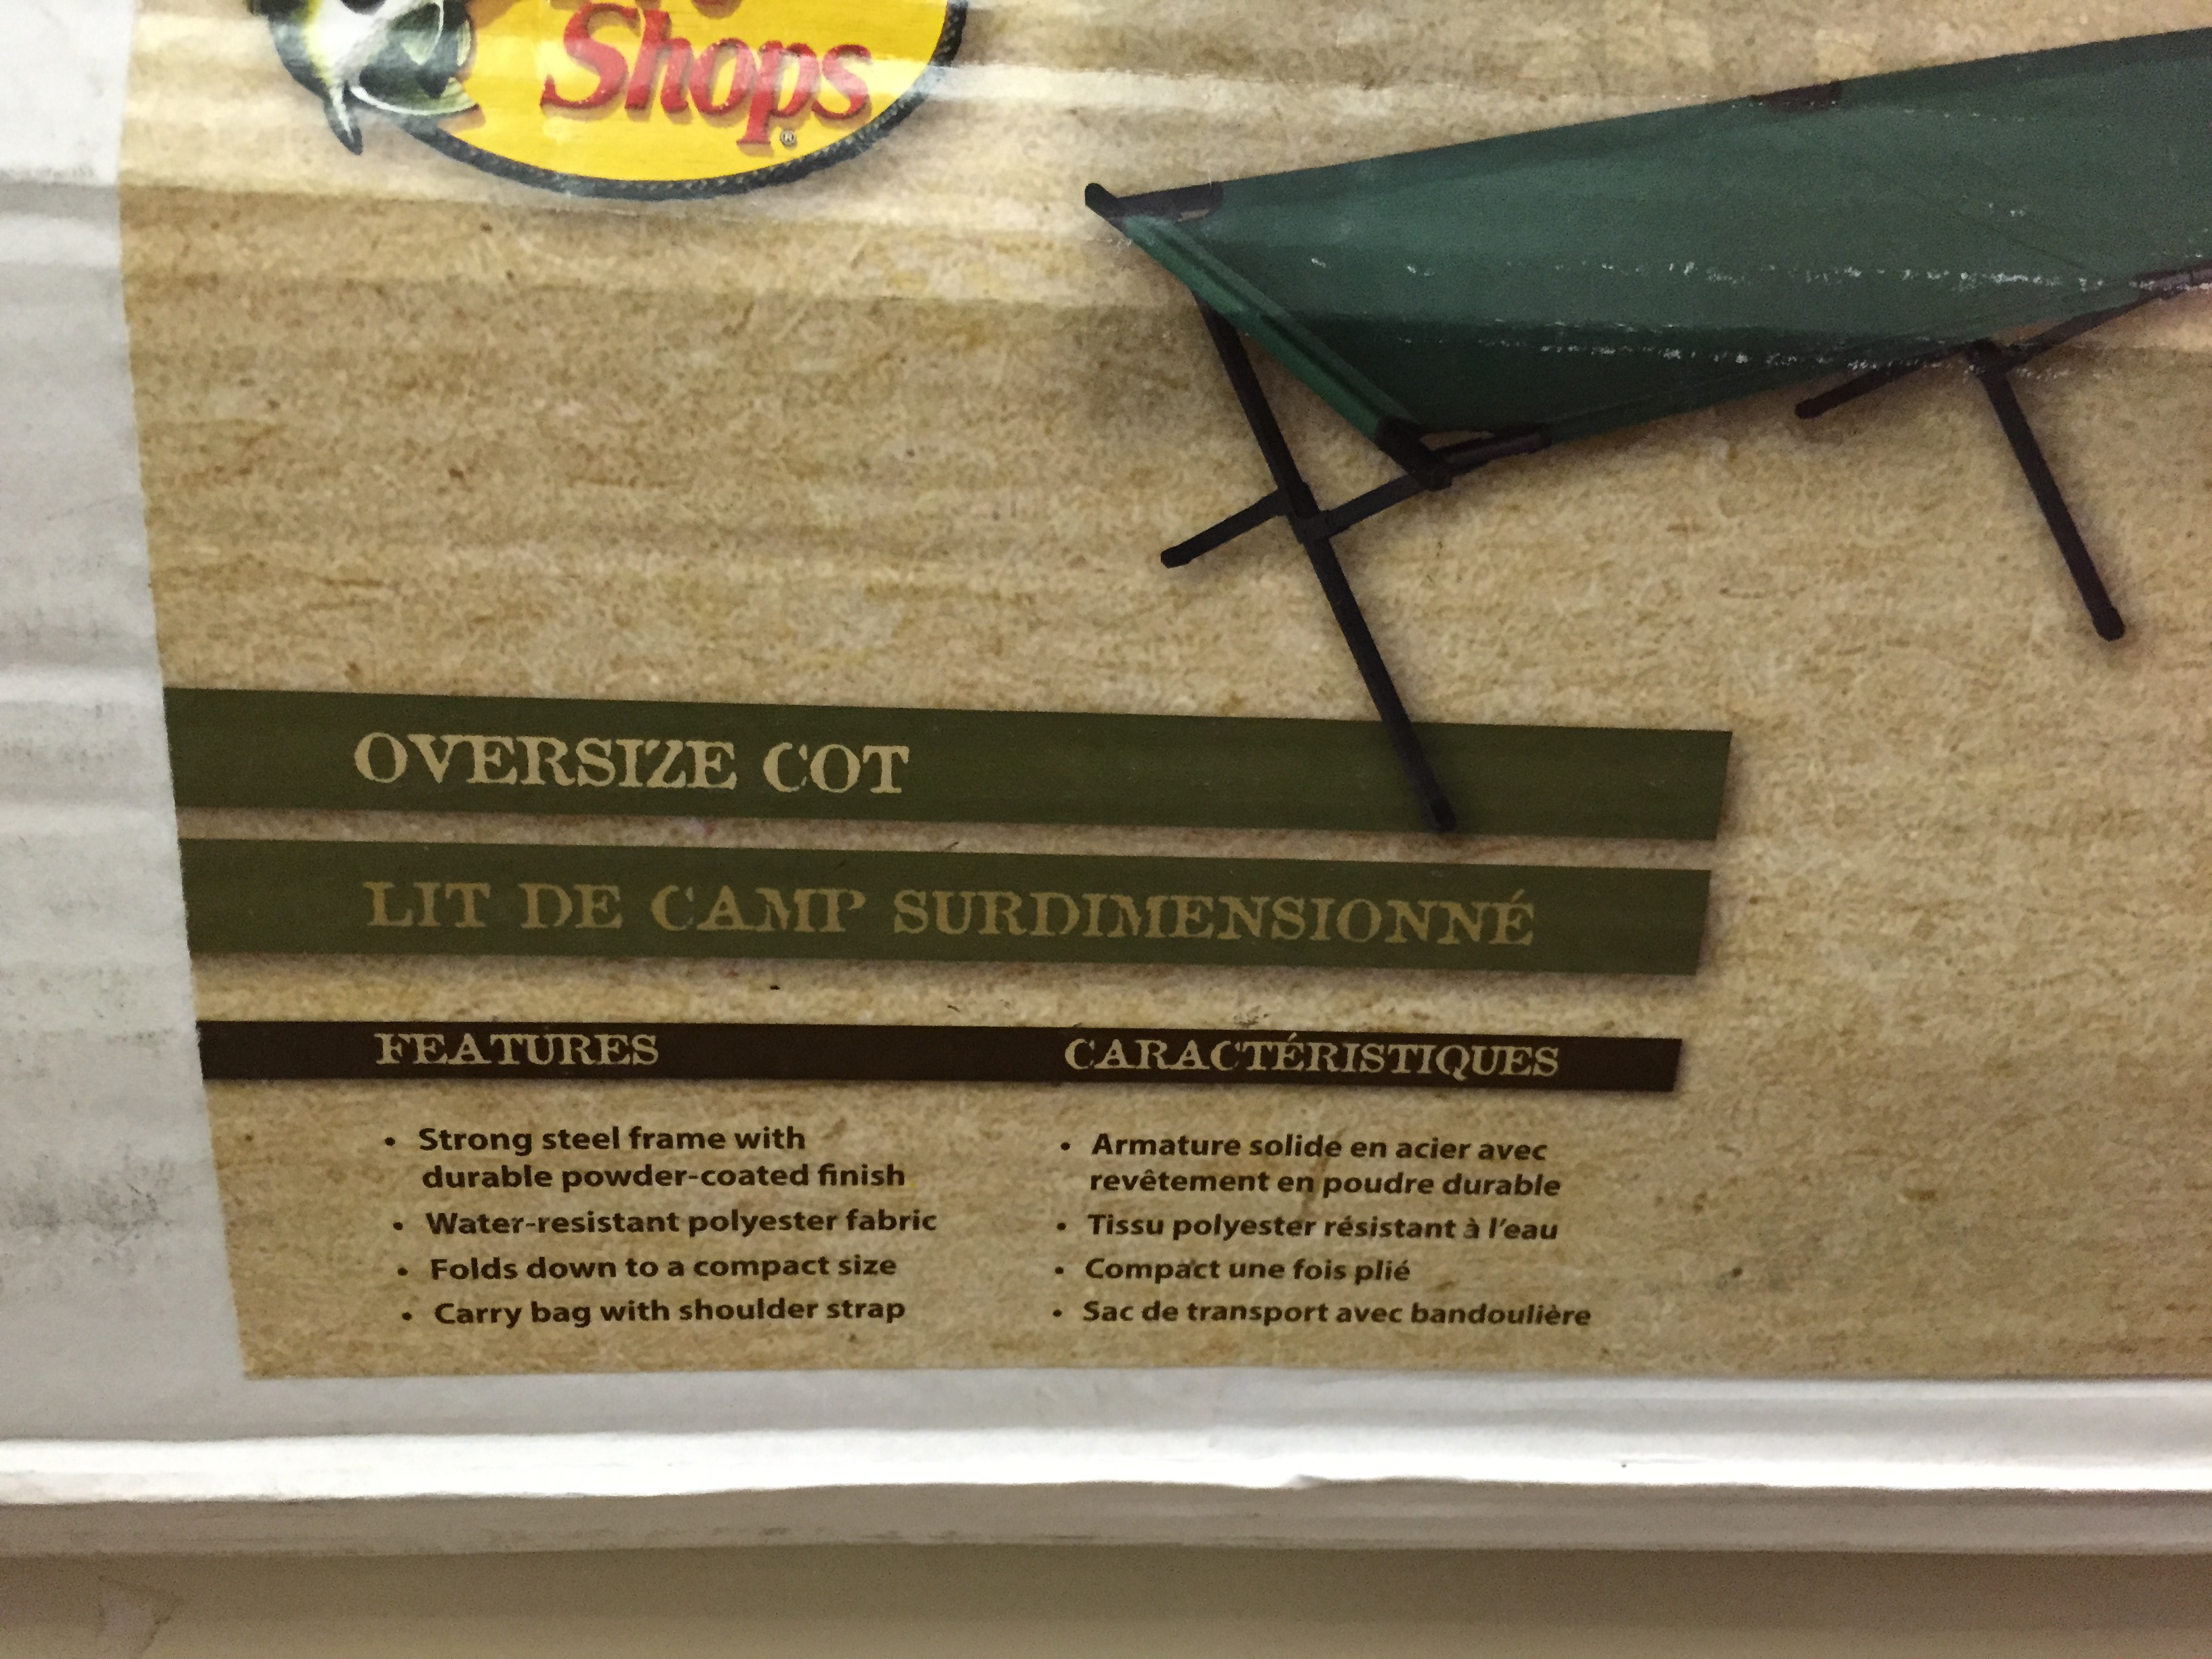 Shops
®
OVERSIZE COT
LIT DE CAMP SURDIMENSIONNÉ
FEATURES
• Strong steel frame with
durable powder-coated finish
• Water-resistant polyester fabric
• Folds down to a compact size
• Carry bag with shoulder strap
CARACTÉRISTIQUES
• Armature solide en acier avec
revêtement en poudre durable
• Tissu polyester résistant à l'eau
• Compact une fois plié
• Sac de transport avec bandoulière